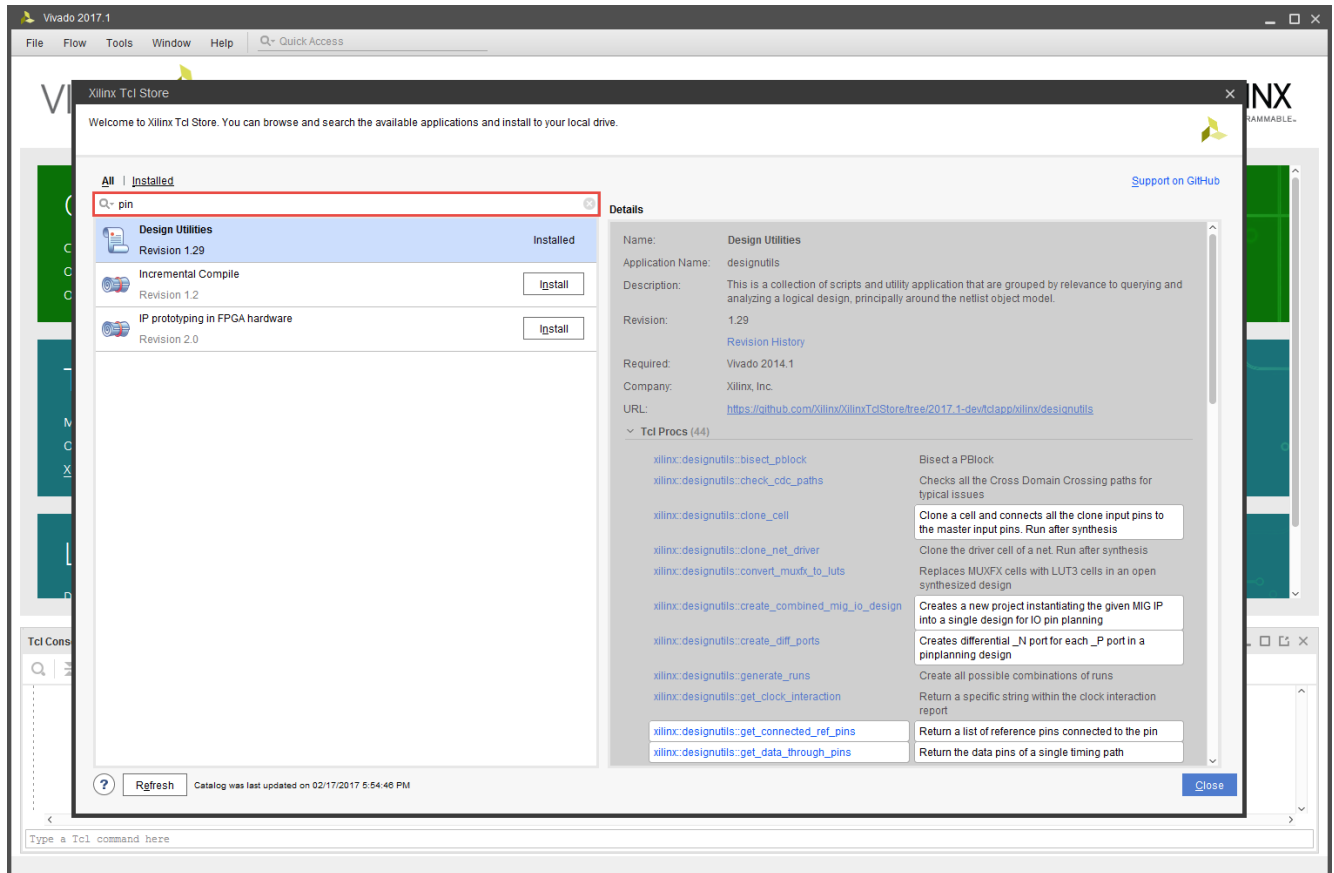 Vivado 2017.1
File Flow Tools Window Help Quick Access
VI
INX
RAMMABLE.
Xilinx Tcl Store
Welcome to Xilinx Tcl Store. You can browse and search the available applications and install to your local drive.
All | Installed
Support on GitHub
pin
Design Utilities
Revision 1.29
Installed
Incremental Compile
Revision 1.2
Install
IP prototyping in FPGA hardware
Revision 2.0
Install
Details
Name: Design Utilities
Application Name: designutils
Description: This is a collection of scripts and utility application that are grouped by relevance to querying and
analyzing a logical design, principally around the netlist object model.
Revision: 1.29
Revision History
Required: Vivado 2014.1
Company: Xilinx, Inc.
URL: https://github.com/Xilinx/XilinxTclStore/tree/2017.1-dev/tclapp/xilinx/designutils
Tcl Procs (44)
xilinx::designutils::bisect_pblock Bisect a PBlock
xilinx::designutils::check_cdc_paths Checks all the Cross Domain Crossing paths for
typical issues
xilinx::designutils::clone_cell Clone a cell and connects all the clone input pins to
the master input pins. Run after synthesis
xilinx::designutils::clone_net_driver Clone the driver cell of a net. Run after synthesis
xilinx::designutils::convert_muxfx_to_luts Replaces MUXFX cells with LUT3 cells in an open
synthesized design
xilinx::designutils::create_combined_mig_io_design Creates a new project instantiating the given MIG IP
into a single design for IO pin planning
xilinx::designutils::create_diff_ports Creates differential _N port for each _P port in a
pinplanning design
xilinx::designutils::generate_runs Create all possible combinations of runs
xilinx::designutils::get_clock_interaction Return a specific string within the clock interaction
report
xilinx::designutils::get_connected_ref_pins Return a list of reference pins connected to the pin
xilinx::designutils::get_data_through_pins Return the data pins of a single timing path
? Refresh Catalog was last updated on 02/17/2017 5:54:46 PM
Close
Tcl Cons
Type a Tcl command here